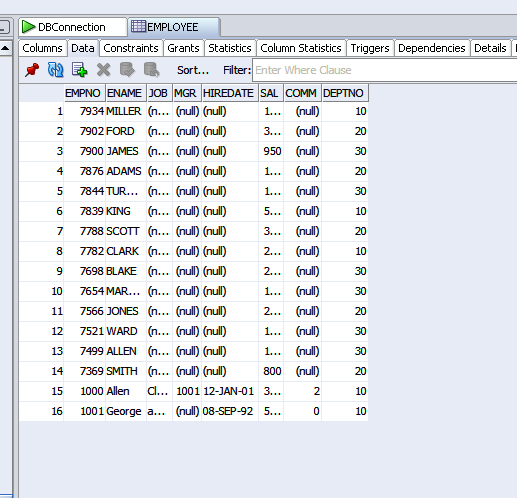 DBConnection EMPLOYEE
Columns Data Constraints Grants Statistics Column Statistics Triggers Dependencies Details
Sort... Filter: Enter Where Clause
EMPNO ENAME JOB MGR HIREDATE SAL COMM DEPTNO
1 7934 MILLER (n... (null) (null) 1... (null) 10
2 7902 FORD (n... (null) (null) 3... (null) 20
3 7900 JAMES (n... (null) (null) 950 (null) 30
4 7876 ADAMS (n... (null) (null) 1... (null) 20
5 7844 TUR... (n... (null) (null) 1... (null) 30
6 7839 KING (n... (null) (null) 5... (null) 10
7 7788 SCOTT (n... (null) (null) 3... (null) 20
8 7782 CLARK (n... (null) (null) 2... (null) 10
9 7698 BLAKE (n... (null) (null) 2... (null) 30
10 7654 MAR... (n... (null) (null) 1... (null) 30
11 7566 JONES (n... (null) (null) 2... (null) 20
12 7521 WARD (n... (null) (null) 1... (null) 30
13 7499 ALLEN (n... (null) (null) 1... (null) 30
14 7369 SMITH (n... (null) (null) 800 (null) 20
15 1000 Allen Cl... 1001 12-JAN-01 3... 2 10
16 1001 George a... (null) 08-SEP-92 5... 0 10